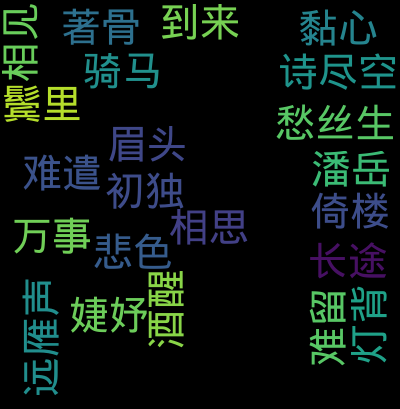 相见
著骨
到来
黏心
骑马
诗尽空
鬓里
愁丝生
眉头
难遣
潘岳
初独
倚楼
相思
万事
悲色
长途
酒醒
远雁声
婕妤
难留
灯背